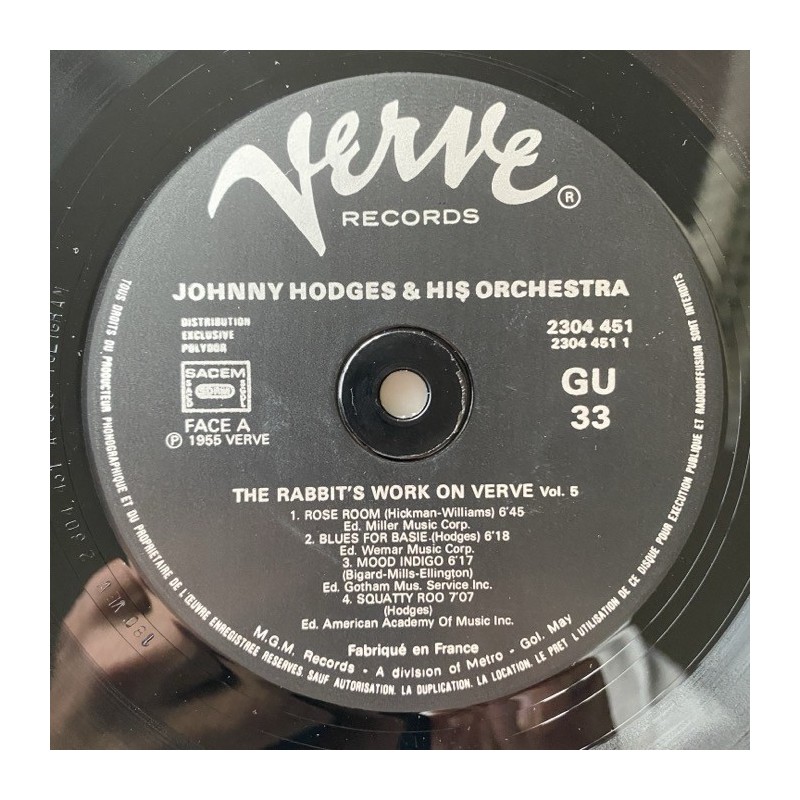 Verve ®
RECORDS
JOHNNY HODGES & HIS ORCHESTRA
DISTRIBUTION
EXCLUSIVE
POLYDOR
2304 451
2304 451 1
SACEM
FACE A
℗ 1955 VERVE
GU
33
THE RABBIT'S WORK ON VERVE Vol. 5
1. ROSE ROOM (Hickman-Williams) 6'45
Ed. Miller Music Corp.
2. BLUES FOR BASIE (Hodges) 6'18
Ed. Wemar Music Corp.
3. MOOD INDIGO 6'17
(Bigard-Mills-Ellington)
Ed. Gotham Mus. Service Inc.
4. SQUATTY ROO 7'07
(Hodges)
Ed. American Academy Of Music Inc.
Fabriqué en France
M.G.M. Records - A division of Metro - Gol. May
TOUS DROITS DU PRODUCTEUR PHONOGRAPHIQUE ET DU PROPRIETAIRE DE L'ŒUVRE ENREGISTREE RESERVES. SAUF AUTORISATION. LA DUPLICATION. LA LOCATION. LE PRET L'UTILISATION DE CE DISQUE POUR EXECUTION PUBLIQUE ET RADIODIFFUSION SONT INTERDITS